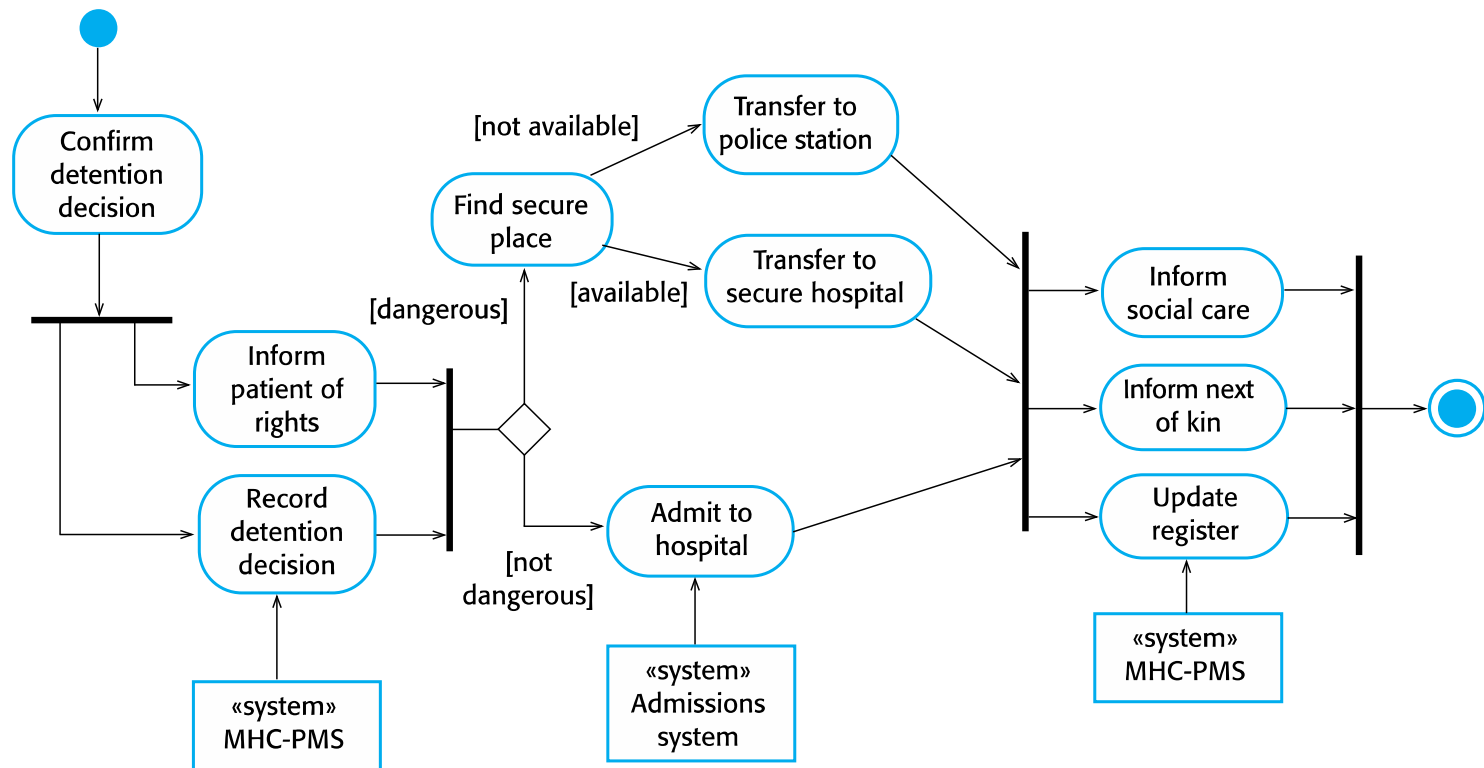 Confirm
detention
decision
Inform
patient of
rights
Record
detention
decision
«system»
MHC-PMS
[dangerous]
[not
dangerous]
Find secure
place
[not available]
[available]
Transfer to
police station
Transfer to
secure hospital
Admit to
hospital
«system»
Admissions
system
Inform
social care
Inform next
of kin
Update
register
«system»
MHC-PMS